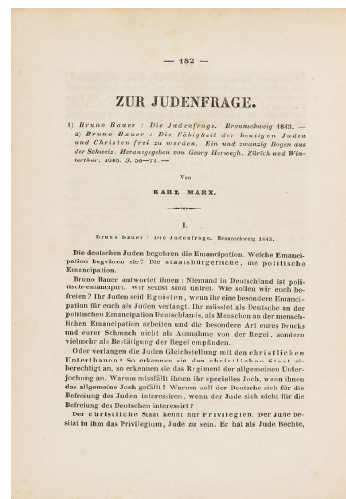 — 182 —
ZUR JUDENFRAGE.
1) Bruno Bauer : Die Judenfrage. Braunschweig 1843. —
2) Bruno Bauer : Die Fähigkeit der heutigen Juden
und Christen frei zu werden. Ein und zwanzig Bogen aus
der Schweiz. Herausgegeben von Georg Herwegh. Zürich und Win-
terthur. 1843. S. 56—71. —
Von
KARL MARX.
I.
Bruno Bauer : Die Judenfrage. Braunschweig 1843.
Die deutschen Juden begehren die Emancipation. Welche Emanci-
pation begehren sie? Die staatsbürgerliche, die politische
Emancipation.
Bruno Bauer antwortet ihnen : Niemand in Deutschland ist poli-
tisch-emancipirt. Wir selbst sind unfrei. Wie sollen wir euch be-
freien? Ihr Juden seid Egoisten, wenn ihr eine besondere Emanci-
pation für euch als Juden verlangt. Ihr müsstet als Deutsche an der
politischen Emancipation Deutschlands, als Menschen an der mensch-
lichen Emancipation arbeiten und die besondere Art eures Drucks
und eurer Schmach nicht als Ausnahme von der Regel, sondern
vielmehr als Bestätigung der Regel empfinden.
Oder verlangen die Juden Gleichstellung mit den christlichen
Unterthanen? So erkennen sie den christlichen Staat als
berechtigt an, so erkennen sie das Regiment der allgemeinen Unter-
jochung an. Warum missfällt ihnen ihr specielles Joch, wenn ihnen
das allgemeine Joch gefällt! Warum soll der Deutsche sich für die
Befreiung des Juden interessiren, wenn der Jude sich nicht für die
Befreiung des Deutschen interessirt?
Der christliche Staat kennt nur Privilegien. Der Jude be-
sitzt in ihm das Privilegium, Jude zu sein. Er hat als Jude Rechte,